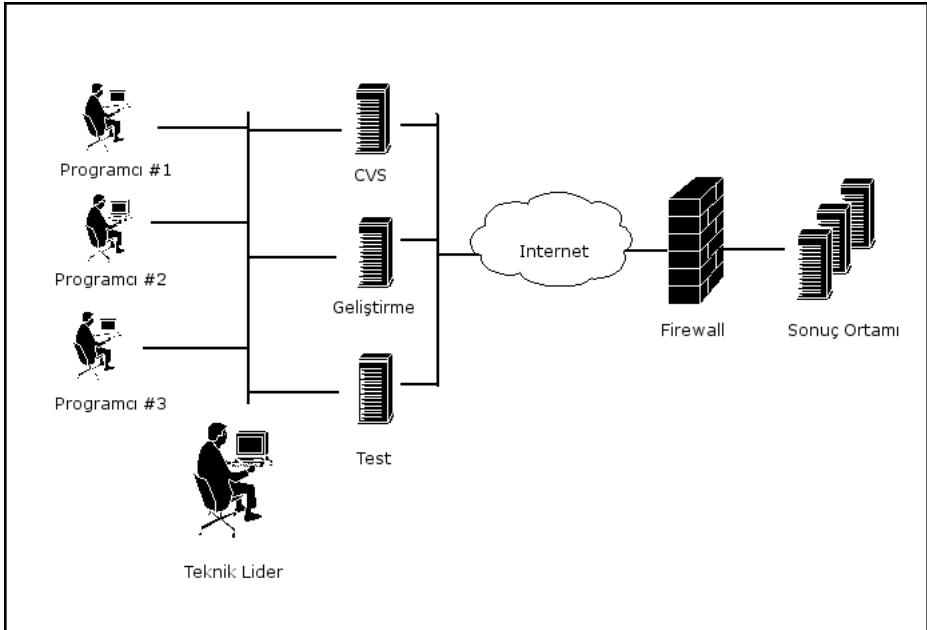 Programcı #1
CVS
Programcı #2
Internet
Geliştirme
Firewall
Sonuç Ortamı
Programcı #3
Test
Teknik Lider